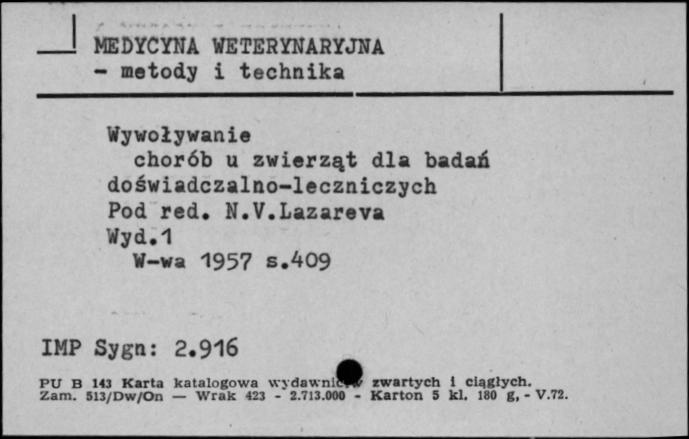 MEDYCYNA WETERYNARYJNA
- metody i technika
Wywoływanie
chorób u zwierząt dla badań
doświadczalno-leczniczych
Pod red. N.V.Lazareva
Wyd.1
W-wa 1957 s.409
IMP Sygn: 2.916
PU B 143 Karta katalogowa zwartych i ciągłych.
Zam. 513/Dw/On — Wrak 423 - 2.713.000 - Karton 5 kl. 180 g, - V.72.